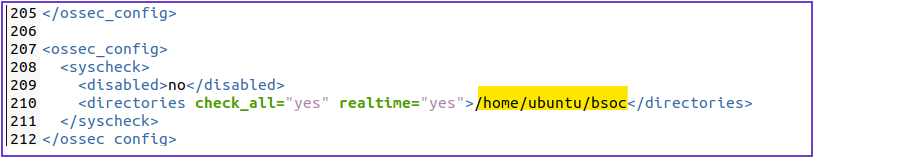 205 </ossec_config>
206
207 <ossec_config>
208   <syscheck>
209     <disabled>no</disabled>
210     <directories check_all="yes" realtime="yes">/home/ubuntu/bsoc</directories>
211   </syscheck>
212 </ossec_config>